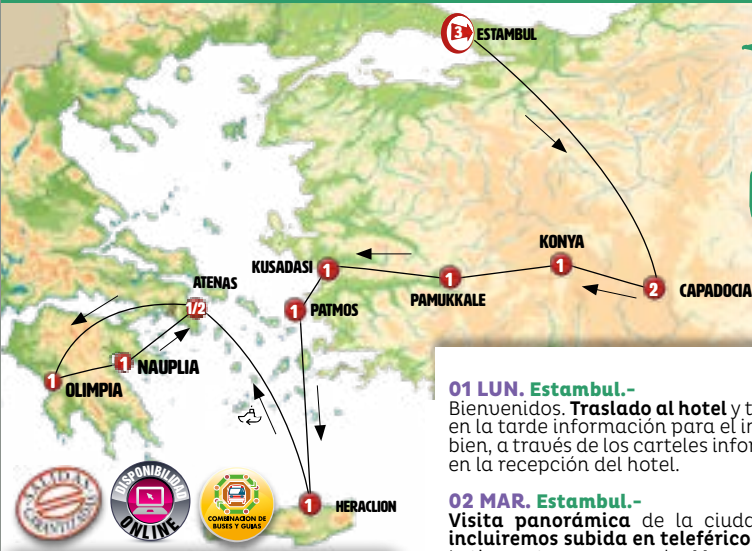 3
ESTAMBUL
KONYA
1
KUSADASI
1
1
PAMUKKALE
2
CAPADOCIA
ATENAS
1/2
1
PATMOS
1
NAUPLIA
1
OLIMPIA
1
HERACLION
SALIDAS
GARANTIZADAS
DISPONIBILIDAD
ONLINE
COMBINACIÓN DE
BUSES Y GUIAS
01 LUN. Estambul.-
Bienvenidos. Traslado al hotel y t
en la tarde información para el in
bien, a través de los carteles infor
en la recepción del hotel.
02 MAR. Estambul.-
Visita panorámica de la ciuda
incluiremos subida en teleférico